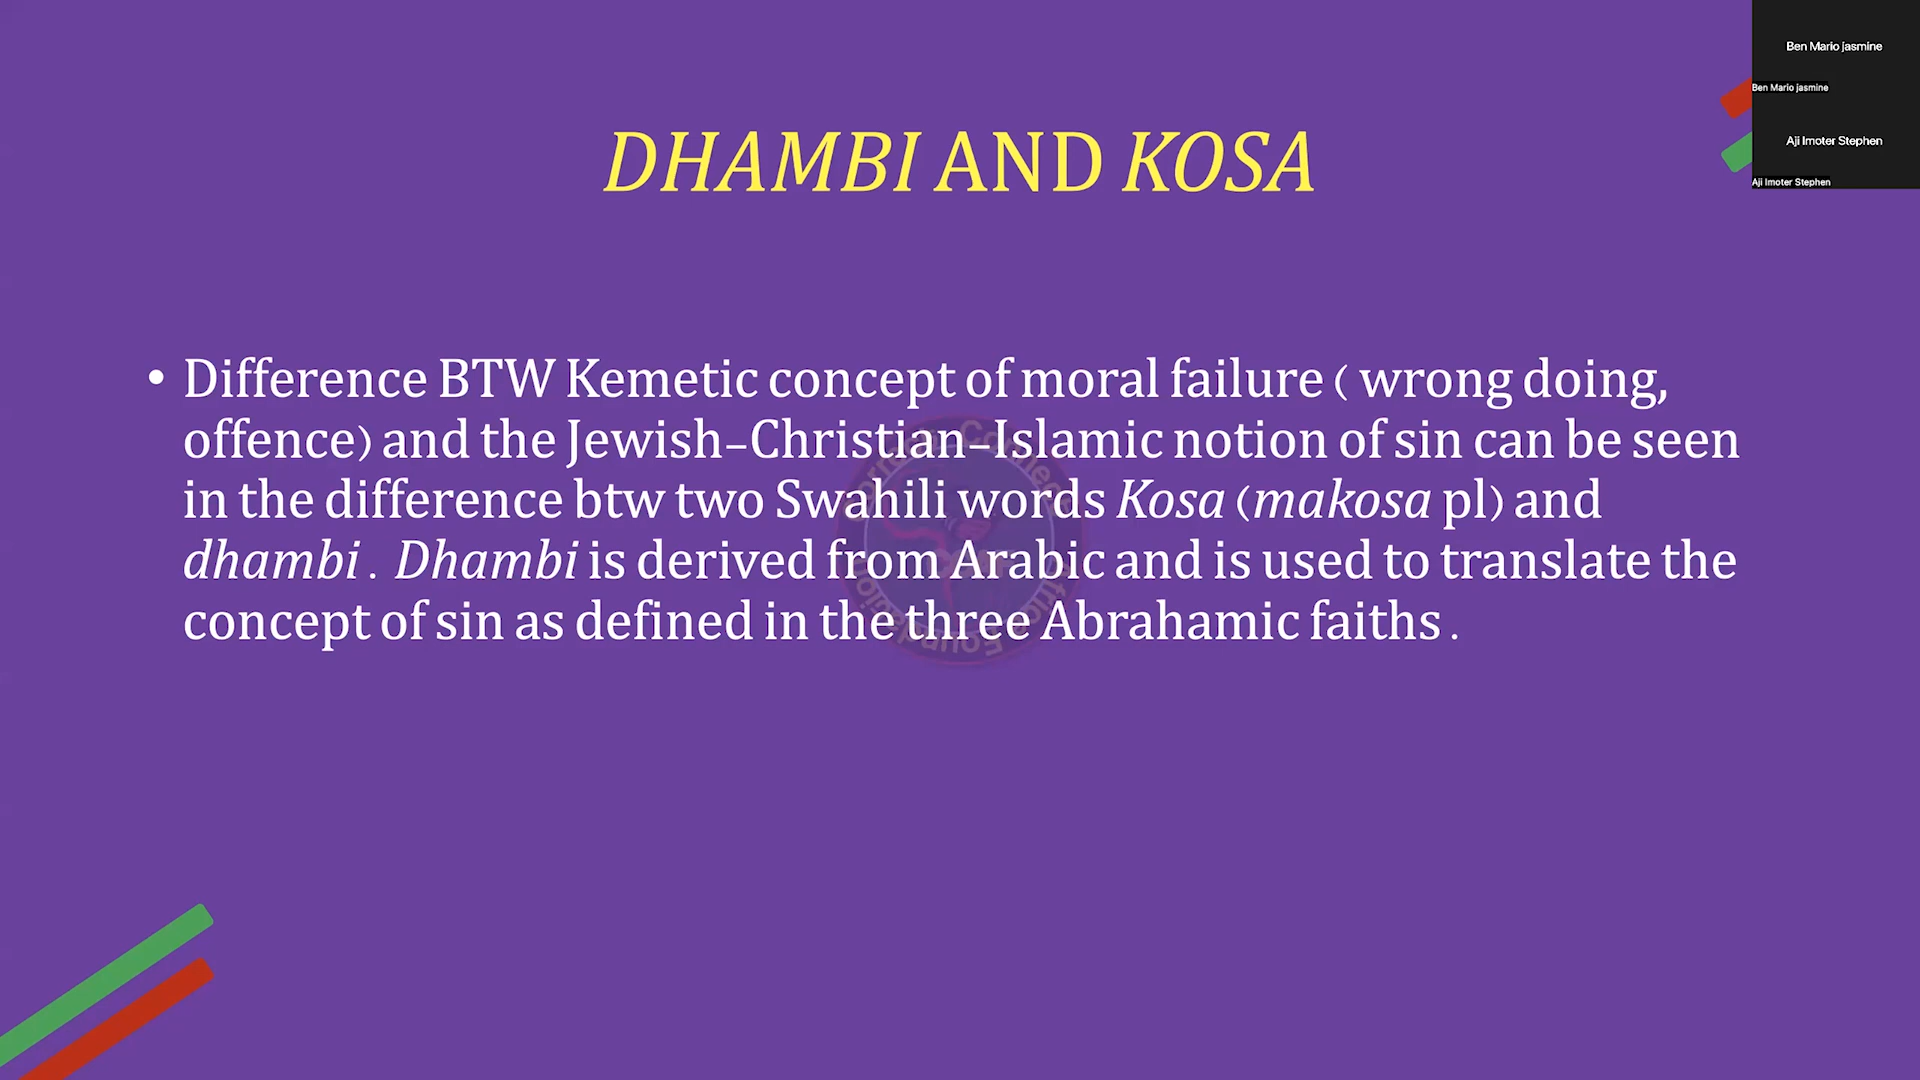 Ben Mario jasmine
Ben Mario jasmine
Aji Imoter Stephen
Aji Imoter Stephen
DHAMBI AND KOSA
• Difference BTW Kemetic concept of moral failure ( wrong doing,
offence) and the Jewish–Christian–Islamic notion of sin can be seen
in the difference btw two Swahili words Kosa (makosa pl) and
dhambi . Dhambi is derived from Arabic and is used to translate the
concept of sin as defined in the three Abrahamic faiths .